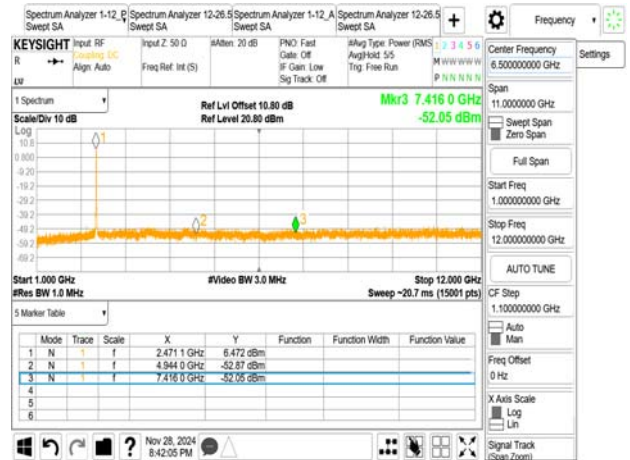 Spectrum Analyzer 1-12_P Spectrum Analyzer 12-26.5 Spectrum Analyzer 1-12_A Spectrum Analyzer 12-26.5
Swept SA Swept SA Swept SA Swept SA
+
Frequency
KEYSIGHT
R
Input: RF
Coupling: DC
Align: Auto
Input Z: 50 Ω
Freq Ref: Int (S)
#Atten: 20 dB
PNO: Fast
Gate: Off
IF Gain: Low
Sig Track: Off
#Avg Type: Power (RMS
Avg|Hold: 5/5
Trig: Free Run
1 2 3 4 5 6
M W W W W W
P N N N N N
Settings
1 Spectrum
Scale/Div 10 dB
Log
Ref Lvl Offset 10.80 dB
Ref Level 20.80 dBm
Mkr3 7.416 0 GHz
-52.05 dBm
10.8
0.800
-9.20
-19.2
-29.2
-39.2
-49.2
-59.2
-69.2
1
2
3
Start 1.000 GHz
#Res BW 1.0 MHz
#Video BW 3.0 MHz
Stop 12.000 GHz
Sweep ~20.7 ms (15001 pts)
5 Marker Table
Mode Trace Scale X Y Function Function Width Function Value
1 N 1 f 2.471 1 GHz 6.472 dBm
2 N 1 f 4.944 0 GHz -52.87 dBm
3 N 1 f 7.416 0 GHz -52.05 dBm
4
5
6
?
Nov 28, 2024
8:42:05 PM
Center Frequency
6.500000000 GHz
Span
11.0000000 GHz
Swept Span
Zero Span
Full Span
Start Freq
1.000000000 GHz
Stop Freq
12.000000000 GHz
AUTO TUNE
CF Step
1.100000000 GHz
Auto
Man
Freq Offset
0 Hz
X Axis Scale
Log
Lin
Signal Track
(Span Zoom)